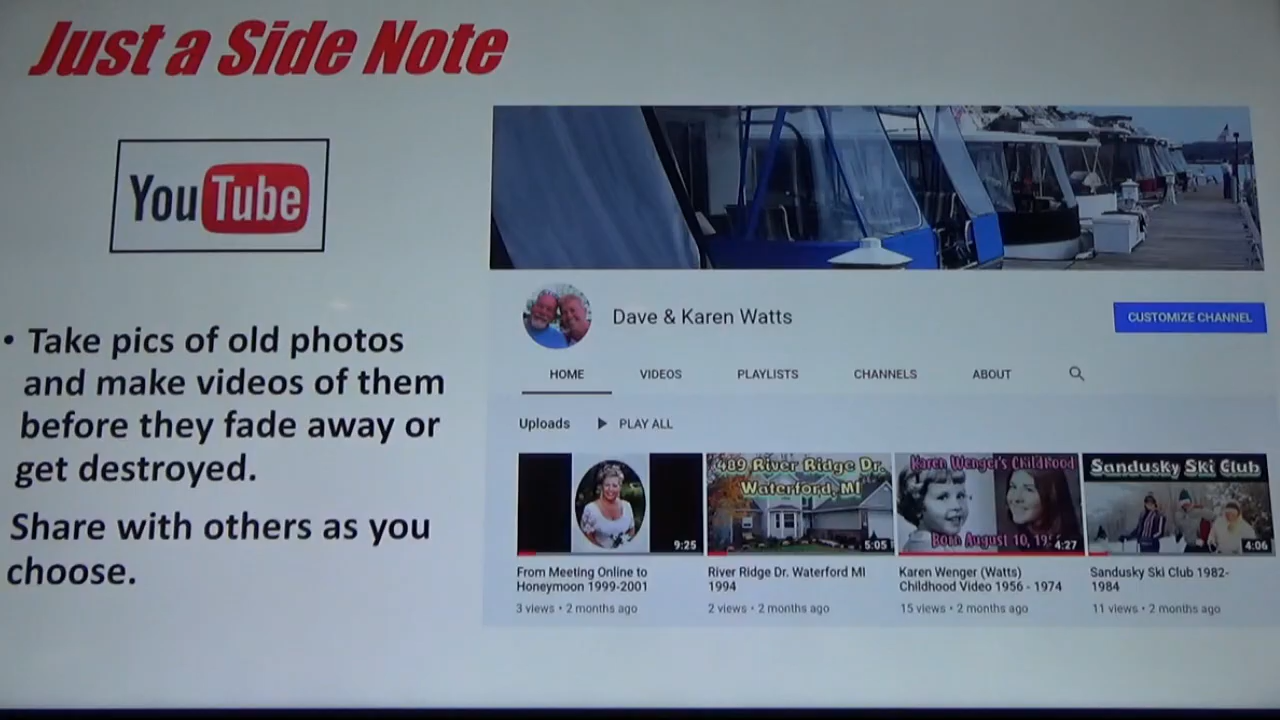 Just a Side Note
YouTube
• Take pics of old photos
and make videos of them
before they fade away or
get destroyed.
Share with others as you
choose.
Dave & Karen Watts
CUSTOMIZE CHANNEL
HOME VIDEOS PLAYLISTS CHANNELS ABOUT
Uploads PLAY ALL
9:25
489 River Ridge Dr.
Waterford, MI
5:05
Karen Wenger's Childhood
Born August 10, 19
4:27
Sandusky Ski Club
4:06
From Meeting Online to
Honeymoon 1999-2001
3 views • 2 months ago
River Ridge Dr. Waterford MI
1994
2 views • 2 months ago
Karen Wenger (Watts)
Childhood Video 1956 - 1974
15 views • 2 months ago
Sandusky Ski Club 1982-
1984
11 views • 2 months ago